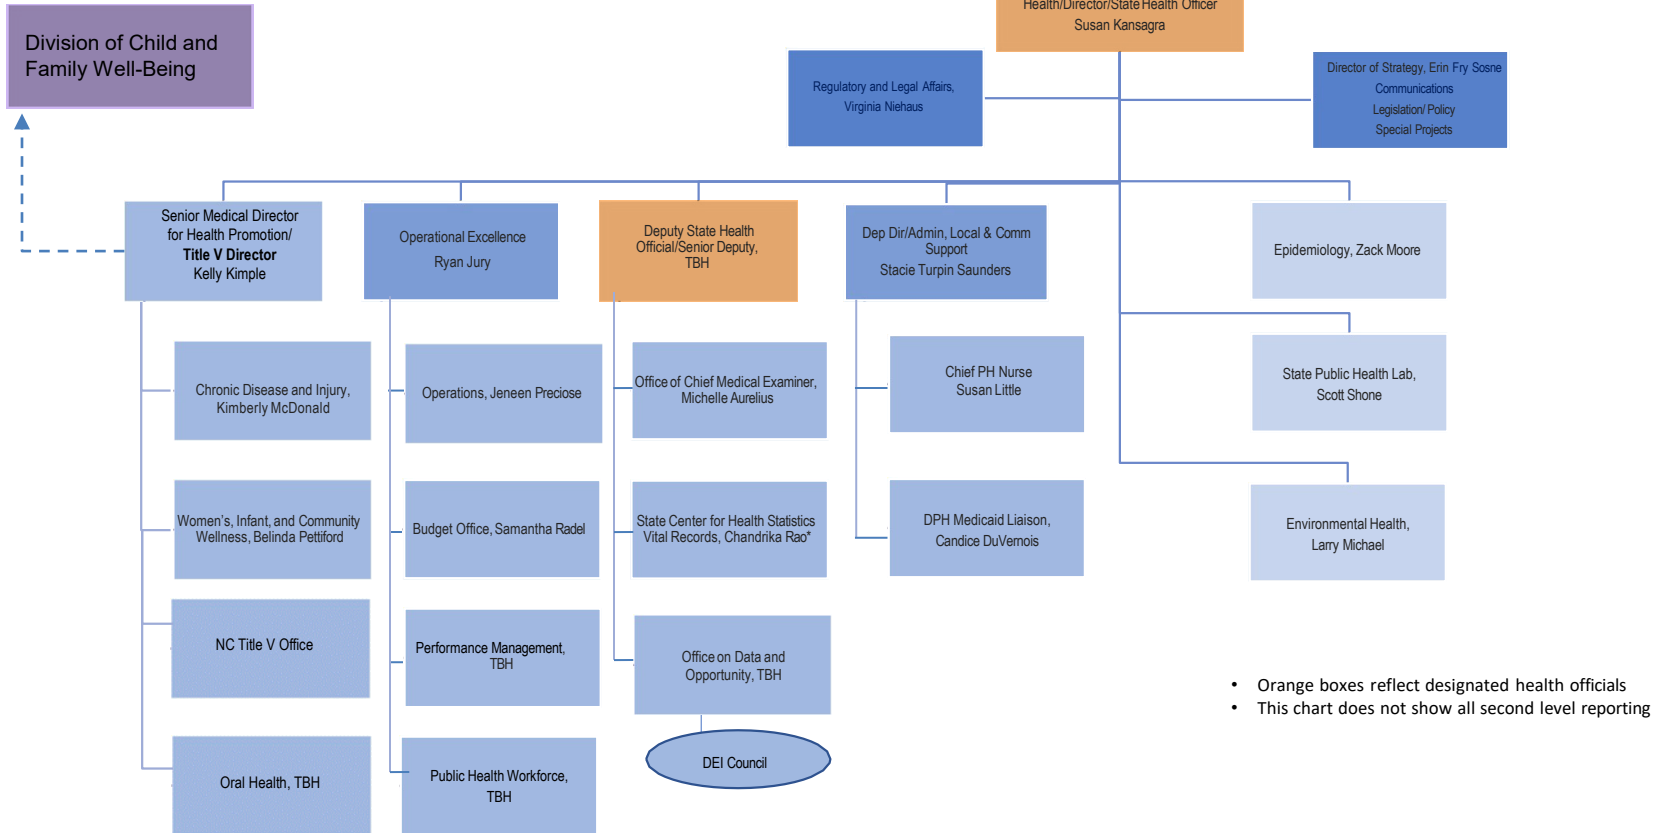 Health/Director/State Health Officer
Susan Kansagra
Division of Child and
Family Well-Being
Regulatory and Legal Affairs,
Virginia Niehaus
Director of Strategy, Erin Fry Sosne
Communications
Legislation/ Policy
Special Projects
Senior Medical Director
for Health Promotion/
Title V Director
Kelly Kimple
Operational Excellence
Ryan Jury
Deputy State Health
Official/Senior Deputy,
TBH
Dep Dir/Admin, Local & Comm
Support
Stacie Turpin Saunders
Epidemiology, Zack Moore
Chronic Disease and Injury,
Kimberly McDonald
Operations, Jeneen Preciose
Office of Chief Medical Examiner,
Michelle Aurelius
Chief PH Nurse
Susan Little
State Public Health Lab,
Scott Shone
Women's, Infant, and Community
Wellness, Belinda Pettiford
Budget Office, Samantha Radel
State Center for Health Statistics
Vital Records, Chandrika Rao*
DPH Medicaid Liaison,
Candice DuVernois
Environmental Health,
Larry Michael
NC Title V Office
Performance Management,
TBH
Office on Data and
Opportunity, TBH
Oral Health, TBH
Public Health Workforce,
TBH
DEI Council
• Orange boxes reflect designated health officials
• This chart does not show all second level reporting